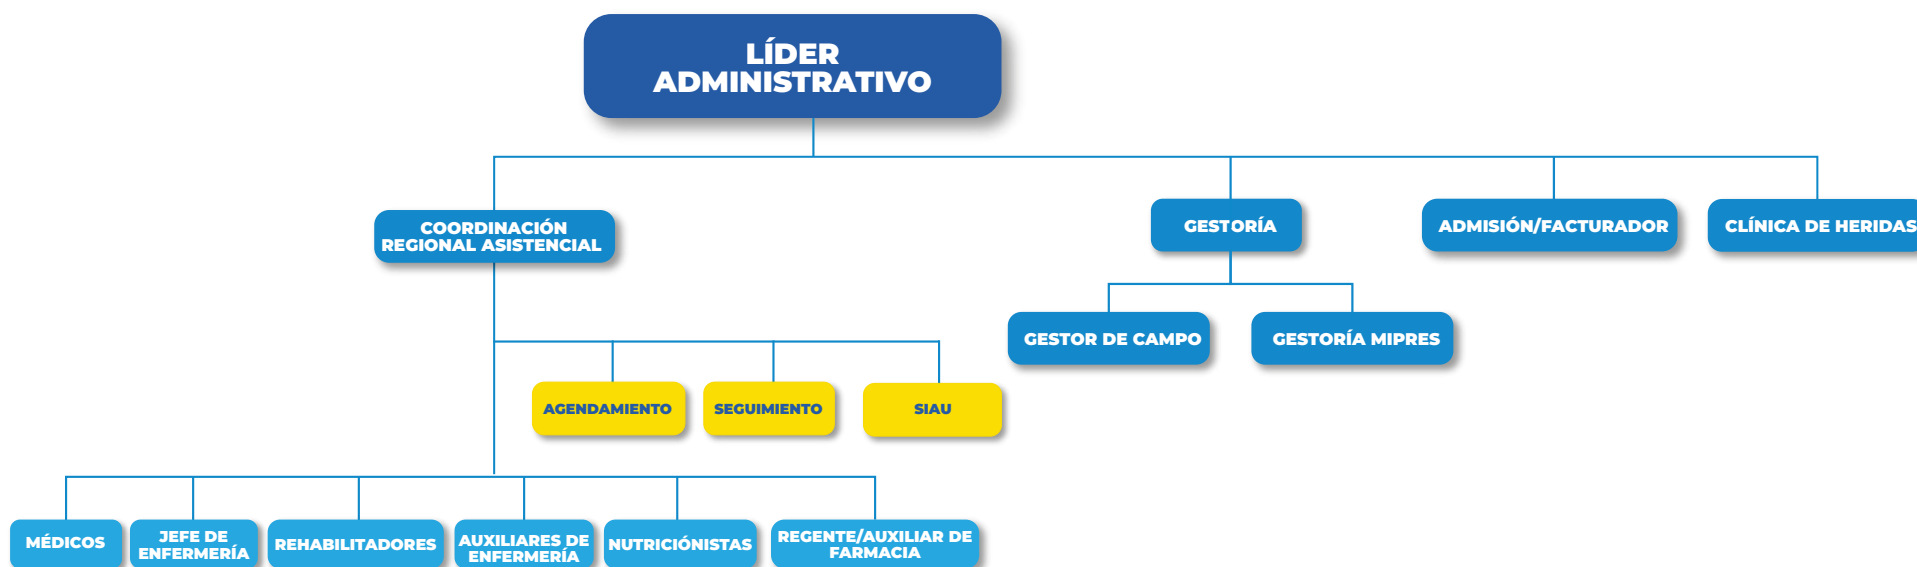 LÍDER
ADMINISTRATIVO
COORDINACIÓN
REGIONAL ASISTENCIAL
GESTORÍA
ADMISIÓN/FACTURADOR
CLÍNICA DE HERIDAS
GESTOR DE CAMPO
GESTORÍA MIPRES
AGENDAMIENTO
SEGUIMIENTO
SIAU
MÉDICOS
JEFE DE
ENFERMERÍA
REHABILITADORES
AUXILIARES DE
ENFERMERÍA
NUTRICIÓNISTAS
REGENTE/AUXILIAR DE
FARMACIA